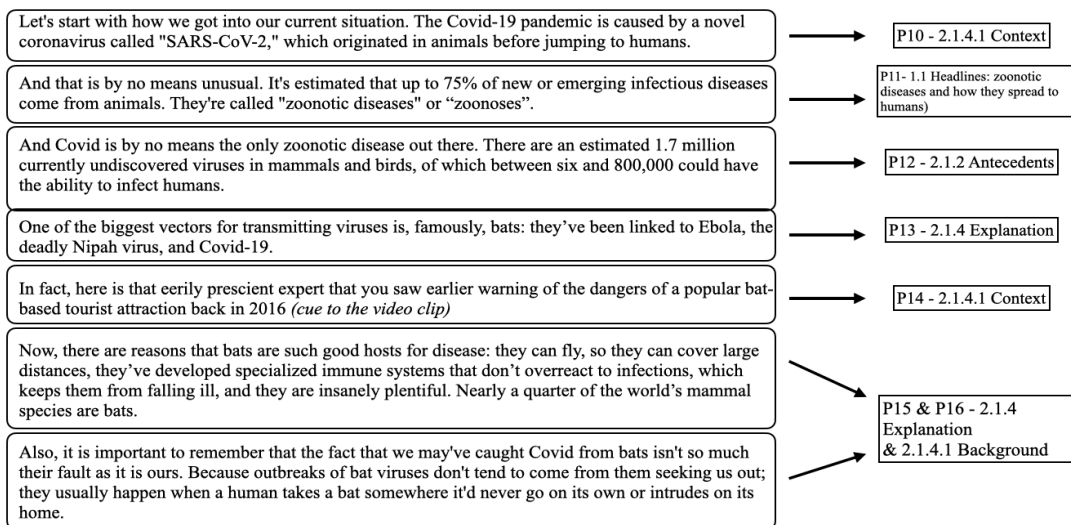 Let's start with how we got into our current situation. The Covid-19 pandemic is caused by a novel
coronavirus called "SARS-CoV-2," which originated in animals before jumping to humans.
P10 - 2.1.4.1 Context
And that is by no means unusual. It's estimated that up to 75% of new or emerging infectious diseases
come from animals. They're called "zoonotic diseases" or “zoonoses”.
P11- 1.1 Headlines: zoonotic
diseases and how they spread to
humans)
And Covid is by no means the only zoonotic disease out there. There are an estimated 1.7 million
currently undiscovered viruses in mammals and birds, of which between six and 800,000 could have
the ability to infect humans.
P12 - 2.1.2 Antecedents
One of the biggest vectors for transmitting viruses is, famously, bats: they’ve been linked to Ebola, the
deadly Nipah virus, and Covid-19.
P13 - 2.1.4 Explanation
In fact, here is that eerily prescient expert that you saw earlier warning of the dangers of a popular bat-
based tourist attraction back in 2016 (cue to the video clip)
P14 - 2.1.4.1 Context
Now, there are reasons that bats are such good hosts for disease: they can fly, so they can cover large
distances, they’ve developed specialized immune systems that don’t overreact to infections, which
keeps them from falling ill, and they are insanely plentiful. Nearly a quarter of the world’s mammal
species are bats.
Also, it is important to remember that the fact that we may've caught Covid from bats isn't so much
their fault as it is ours. Because outbreaks of bat viruses don't tend to come from them seeking us out;
they usually happen when a human takes a bat somewhere it'd never go on its own or intrudes on its
home.
P15 & P16 - 2.1.4
Explanation
& 2.1.4.1 Background